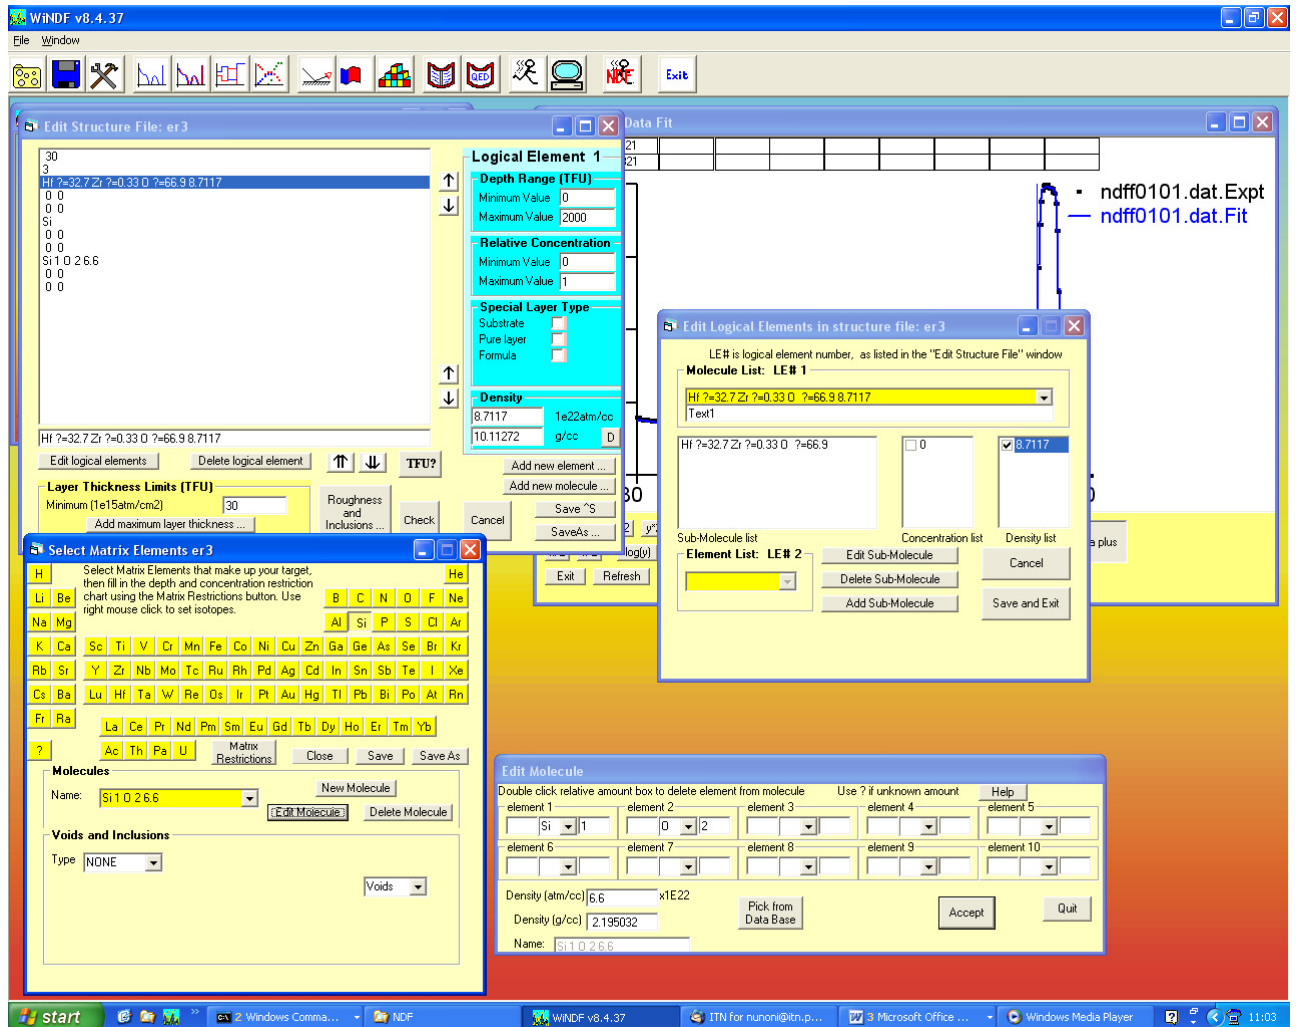 WiNDF v8.4.37
File Window
QED
NDF
Exit
Edit Structure File: er3
30
3
Hf ?=32.7 Zr ?=0.33 O ?=66.9 8.7117
0 0
0 0
Si
0 0
0 0
Si 1 O 2 6.6
0 0
0 0
Hf ?=32.7 Zr ?=0.33 O ?=66.9 8.7117
Edit logical elements
Delete logical element
TFU?
Layer Thickness Limits (TFU)
Minimum (1e15atm/cm2)
30
Add maximum layer thickness ...
Roughness
and
Inclusions ...
Check
Cancel
Logical Element 1
Depth Range (TFU)
Minimum Value 0
Maximum Value 2000
Relative Concentration
Minimum Value 0
Maximum Value 1
Special Layer Type
Substrate
Pure layer
Formula
Density
8.7117 1e22atm/cc
10.11272 g/cc D
Add new element ...
Add new molecule ...
Save ^S
SaveAs ...
Data Fit
21
321
ndff0101.dat.Expt
ndff0101.dat.Fit
log(y)
Exit
Refresh
plus
Edit Logical Elements in structure file: er3
LE# is logical element number, as listed in the "Edit Structure File" window
Molecule List: LE# 1
Hf ?=32.7 Zr ?=0.33 O ?=66.9 8.7117
Text1
Hf ?=32.7 Zr ?=0.33 O ?=66.9
0
8.7117
Sub-Molecule list
Concentration list
Density list
Element List: LE# 2
Edit Sub-Molecule
Delete Sub-Molecule
Add Sub-Molecule
Cancel
Save and Exit
Select Matrix Elements er3
Select Matrix Elements that make up your target,
then fill in the depth and concentration restriction
chart using the Matrix Restrictions button. Use
right mouse click to set isotopes.
H He
Li Be B C N O F Ne
Na Mg Al Si P S Cl Ar
K Ca Sc Ti V Cr Mn Fe Co Ni Cu Zn Ga Ge As Se Br Kr
Rb Sr Y Zr Nb Mo Tc Ru Rh Pd Ag Cd In Sn Sb Te I Xe
Cs Ba Lu Hf Ta W Re Os Ir Pt Au Hg Tl Pb Bi Po At Rn
Fr Ra La Ce Pr Nd Pm Sm Eu Gd Tb Dy Ho Er Tm Yb
? Ac Th Pa U
Matrix
Restrictions
Close
Save
Save As
Molecules
Name: Si 1 O 2 6.6
New Molecule
Edit Molecule
Delete Molecule
Voids and Inclusions
Type NONE
Voids
Edit Molecule
Double click relative amount box to delete element from molecule Use ? if unknown amount Help
element 1 element 2 element 3 element 4 element 5
Si 1 O 2
element 6 element 7 element 8 element 9 element 10
Density (atm/cc) 6.6 x1E22
Density (g/cc) 2.195032
Name: Si 1 O 2 6.6
Pick from
Data Base
Accept
Quit
start
2 Windows Comma...
NDF
WiNDF v8.4.37
ITN for nunoni@itn.p...
3 Microsoft Office ...
Windows Media Player
11:03